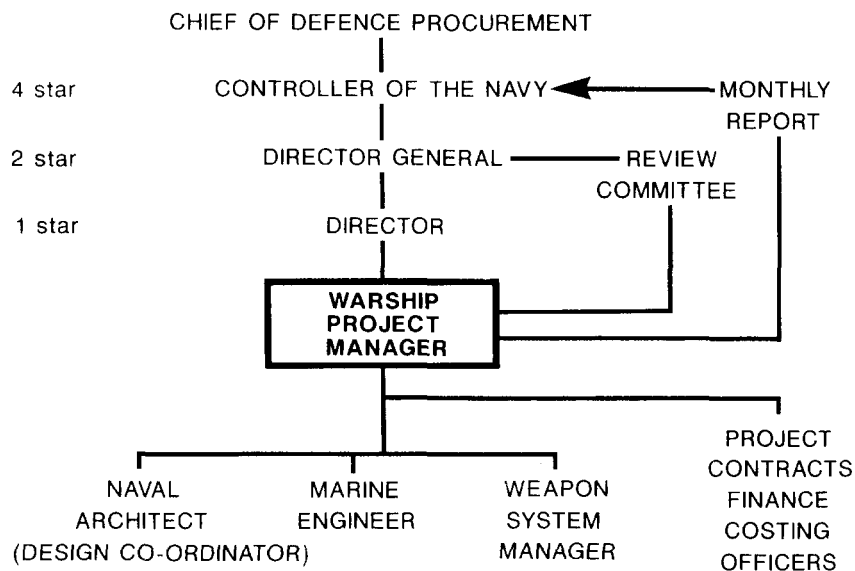 CHIEF OF DEFENCE PROCUREMENT
4 star
CONTROLLER OF THE NAVY
MONTHLY
REPORT
2 star
DIRECTOR GENERAL
REVIEW
COMMITTEE
1 star
DIRECTOR
WARSHIP
PROJECT
MANAGER
NAVAL
ARCHITECT
(DESIGN CO-ORDINATOR)
MARINE
ENGINEER
WEAPON
SYSTEM
MANAGER
PROJECT
CONTRACTS
FINANCE
COSTING
OFFICERS